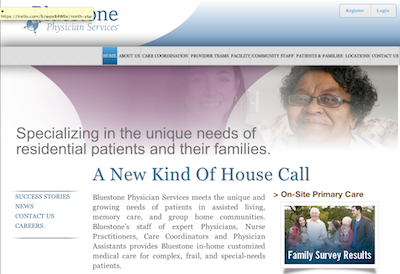 Bluestone
https://trello.com/b/
Physician Services
Register Login
HOME ABOUT US CARE COORDINATION PROVIDER TEAMS FACILITY/COMMUNITY STAFF PATIENTS & FAMILIES LOCATIONS CONTACT US
Specializing in the unique needs of
residential patients and their families.
A New Kind Of House Call
SUCCESS STORIES
NEWS
CONTACT US
CAREERS
Bluestone Physician Services meets the unique and
growing needs of patients in assisted living,
memory care, and group home communities.
Bluestone's staff of expert Physicians, Nurse
Practitioners, Care Coordinators and Physician
Assistants provides Bluestone in-home customized
medical care for complex, frail, and special-needs
patients.
> On-Site Primary Care
Family Survey Results